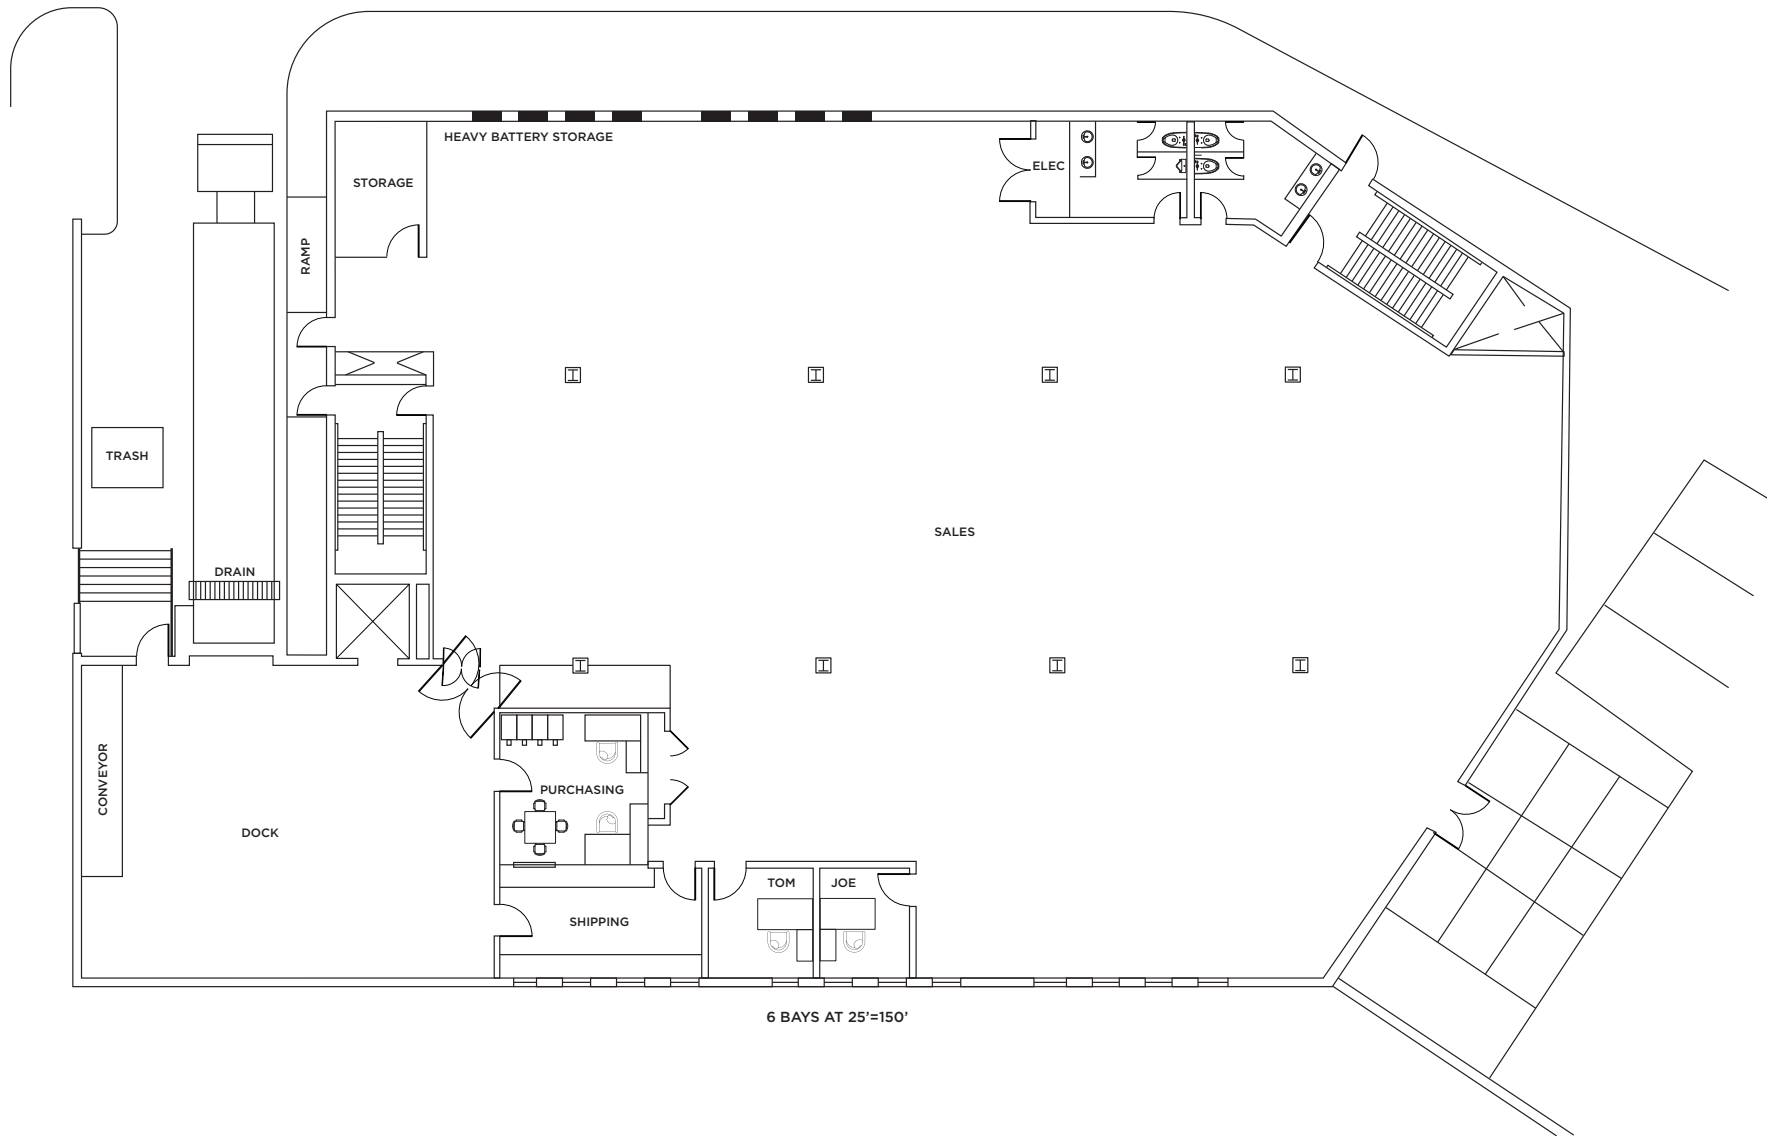 HEAVY BATTERY STORAGE
ELEC
STORAGE
RAMP
TRASH
SALES
DRAIN
CONVEYOR
PURCHASING
DOCK
TOM
JOE
SHIPPING
6 BAYS AT 25’=150’